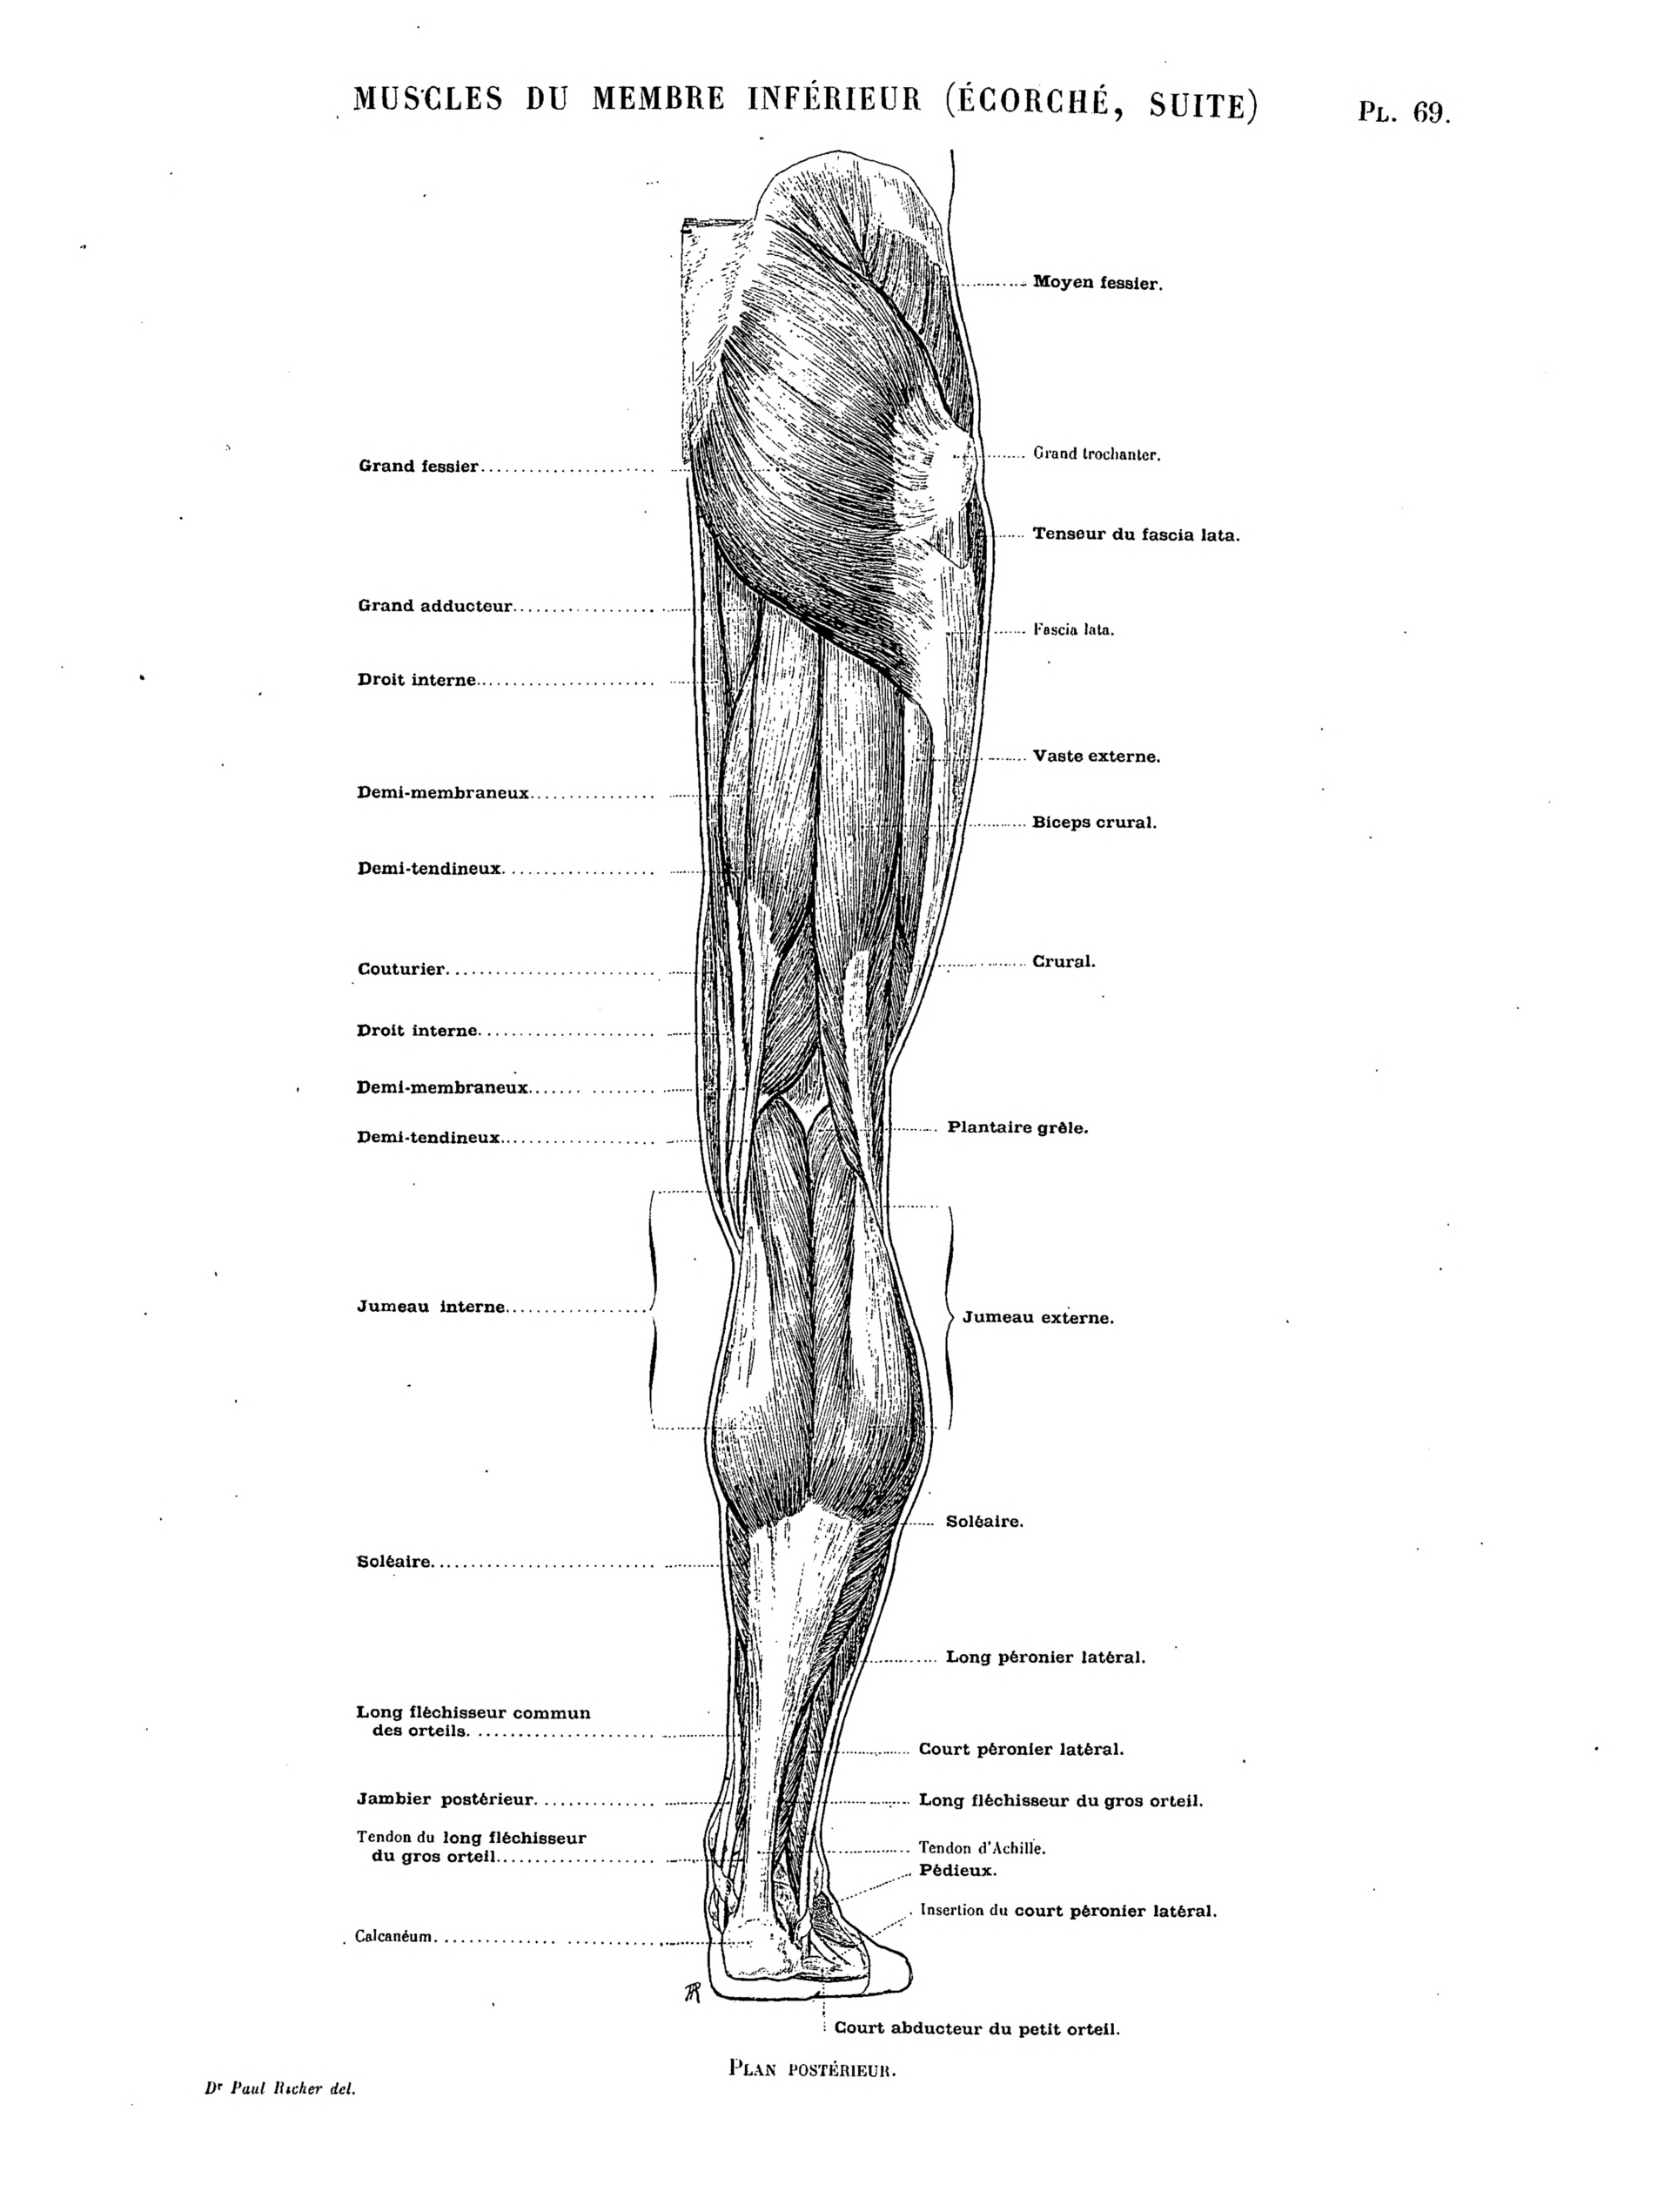 MUSCLES DU MEMBRE INFÉRIEUR (ÉCORCHÉ, SUITE)
PL. 69.
Moyen fessier.
Grand trochanter.
Grand fessier
Tenseur du fascia lata.
Grand adducteur
Fascia lata.
Droit interne
Vaste externe.
Demi-membraneux
Biceps crural.
Demi-tendineux
Crural.
Couturier
Droit interne
Demi-membraneux
Plantaire grêle.
Demi-tendineux
Jumeau interne
Jumeau externe.
Soléaire.
Soléaire
Long péronier latéral.
Long fléchisseur commun
des orteils
Court péronier latéral.
Jambier postérieur
Long fléchisseur du gros orteil.
Tendon du long fléchisseur
du gros orteil
Tendon d'Achille.
Pédieux.
Insertion du court péronier latéral.
Calcanéum
Court abducteur du petit orteil.
PLAN POSTÉRIEUR.
Dr Paul Richer del.